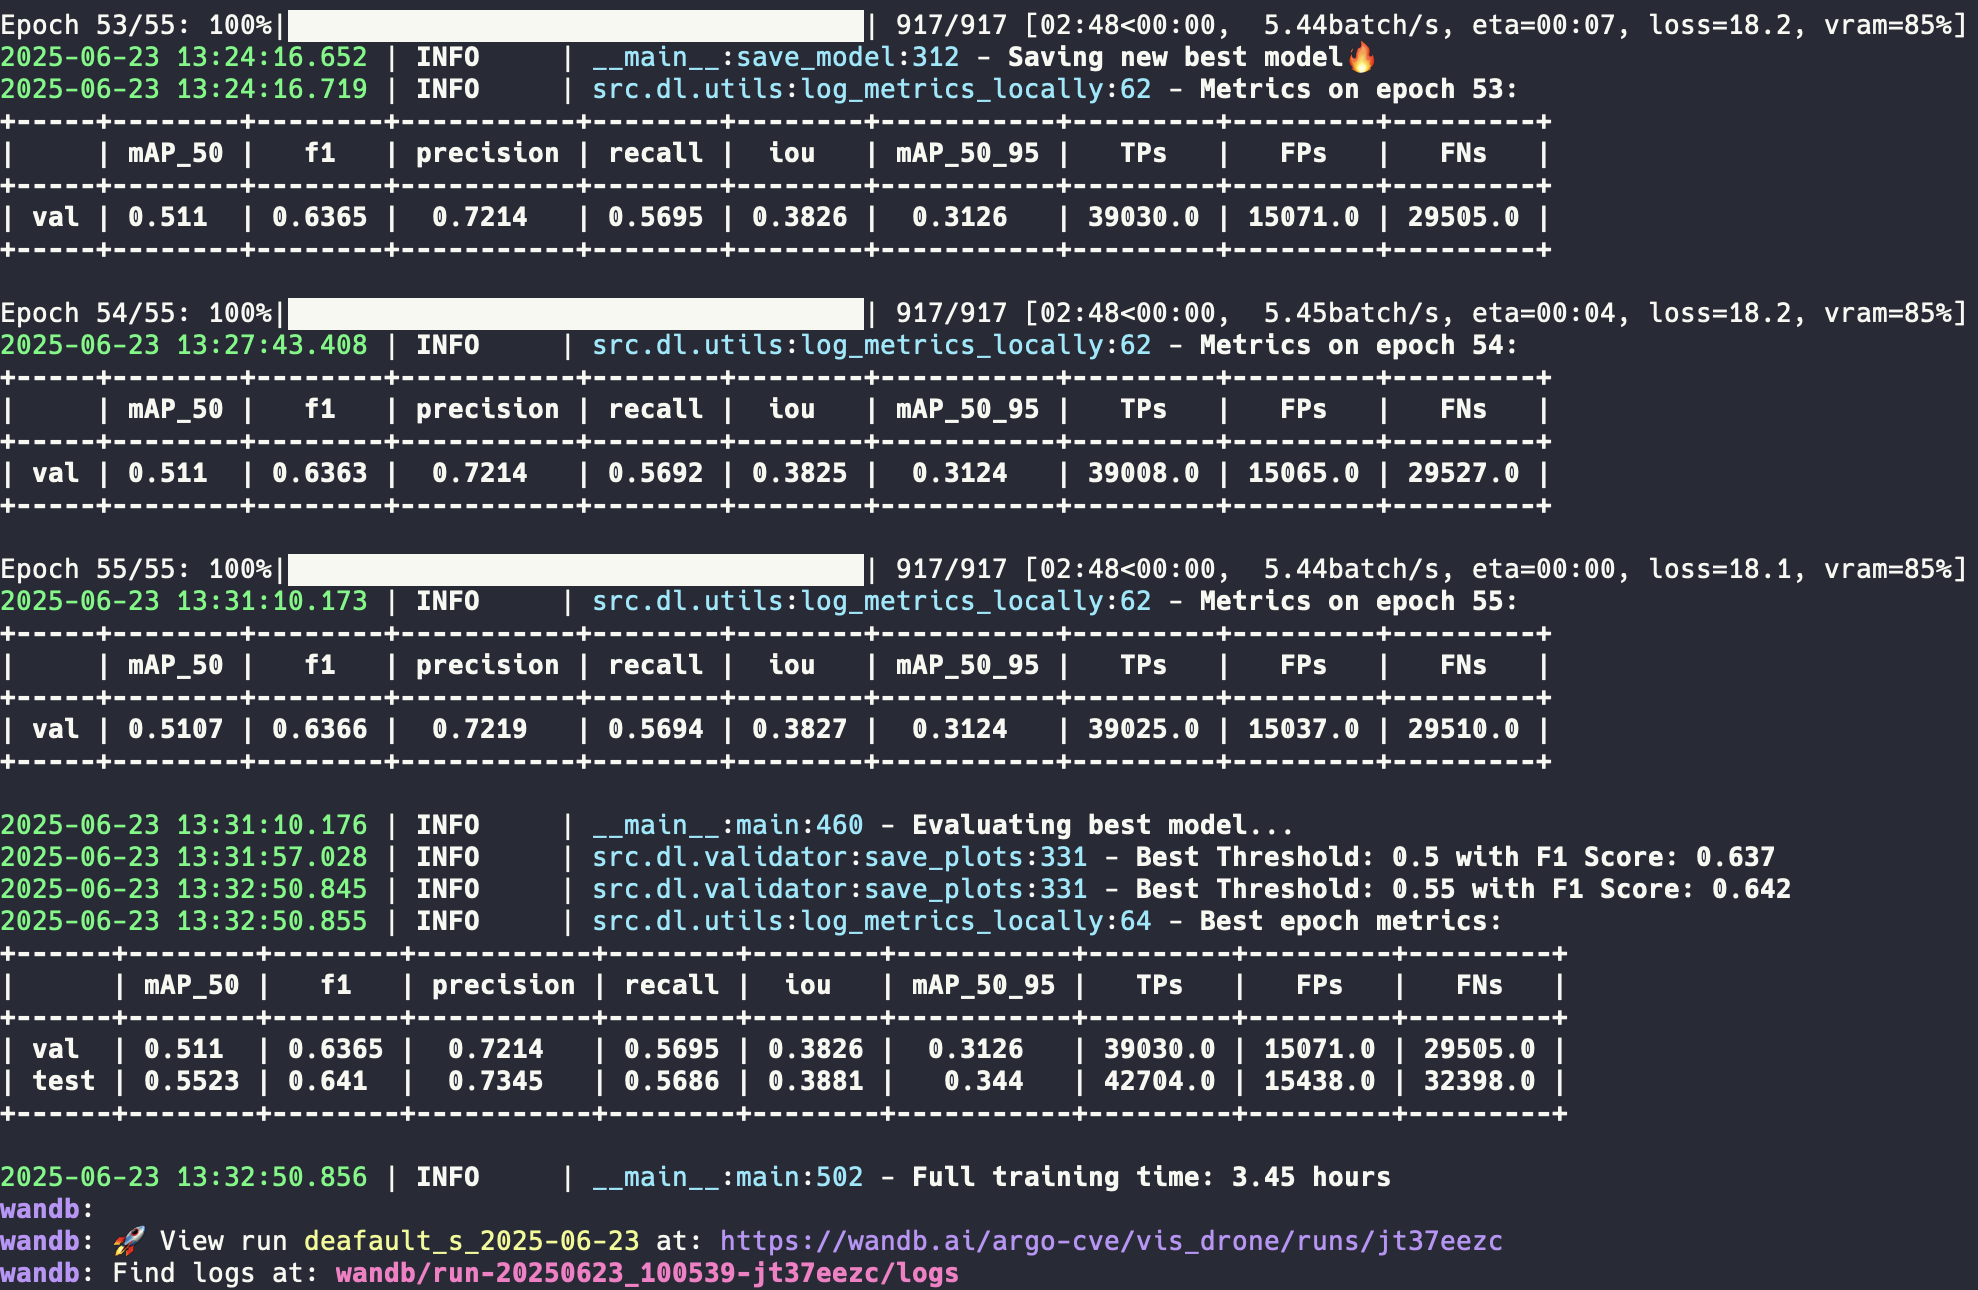 Epoch 53/55: 100%|██████████| 917/917 [02:48<00:00,  5.44batch/s, eta=00:07, loss=18.2, vram=85%]
2025-06-23 13:24:16.652 | INFO     | __main__:save_model:312 - Saving new best model🔥
2025-06-23 13:24:16.719 | INFO     | src.dl.utils:log_metrics_locally:62 - Metrics on epoch 53:
+-----+--------+--------+-----------+--------+--------+-----------+---------+---------+---------+
|     | mAP_50 |   f1   | precision | recall |  iou   | mAP_50_95 |   TPs   |   FPs   |   FNs   |
+-----+--------+--------+-----------+--------+--------+-----------+---------+---------+---------+
| val | 0.511  | 0.6365 |  0.7214   | 0.5695 | 0.3826 |  0.3126   | 39030.0 | 15071.0 | 29505.0 |
+-----+--------+--------+-----------+--------+--------+-----------+---------+---------+---------+
Epoch 54/55: 100%|██████████| 917/917 [02:48<00:00,  5.45batch/s, eta=00:04, loss=18.2, vram=85%]
2025-06-23 13:27:43.408 | INFO     | src.dl.utils:log_metrics_locally:62 - Metrics on epoch 54:
+-----+--------+--------+-----------+--------+--------+-----------+---------+---------+---------+
|     | mAP_50 |   f1   | precision | recall |  iou   | mAP_50_95 |   TPs   |   FPs   |   FNs   |
+-----+--------+--------+-----------+--------+--------+-----------+---------+---------+---------+
| val | 0.511  | 0.6363 |  0.7214   | 0.5692 | 0.3825 |  0.3124   | 39008.0 | 15065.0 | 29527.0 |
+-----+--------+--------+-----------+--------+--------+-----------+---------+---------+---------+
Epoch 55/55: 100%|██████████| 917/917 [02:48<00:00,  5.44batch/s, eta=00:00, loss=18.1, vram=85%]
2025-06-23 13:31:10.173 | INFO     | src.dl.utils:log_metrics_locally:62 - Metrics on epoch 55:
+-----+--------+--------+-----------+--------+--------+-----------+---------+---------+---------+
|     | mAP_50 |   f1   | precision | recall |  iou   | mAP_50_95 |   TPs   |   FPs   |   FNs   |
+-----+--------+--------+-----------+--------+--------+-----------+---------+---------+---------+
| val | 0.5107 | 0.6366 |  0.7219   | 0.5694 | 0.3827 |  0.3124   | 39025.0 | 15037.0 | 29510.0 |
+-----+--------+--------+-----------+--------+--------+-----------+---------+---------+---------+
2025-06-23 13:31:10.176 | INFO     | __main__:main:460 - Evaluating best model...
2025-06-23 13:31:57.028 | INFO     | src.dl.validator:save_plots:331 - Best Threshold: 0.5 with F1 Score: 0.637
2025-06-23 13:32:50.845 | INFO     | src.dl.validator:save_plots:331 - Best Threshold: 0.55 with F1 Score: 0.642
2025-06-23 13:32:50.855 | INFO     | src.dl.utils:log_metrics_locally:64 - Best epoch metrics:
+------+--------+--------+-----------+--------+--------+-----------+---------+---------+---------+
|      | mAP_50 |   f1   | precision | recall |  iou   | mAP_50_95 |   TPs   |   FPs   |   FNs   |
+------+--------+--------+-----------+--------+--------+-----------+---------+---------+---------+
| val  | 0.511  | 0.6365 |  0.7214   | 0.5695 | 0.3826 |  0.3126   | 39030.0 | 15071.0 | 29505.0 |
| test | 0.5523 | 0.641  |  0.7345   | 0.5686 | 0.3881 |   0.344   | 42704.0 | 15438.0 | 32398.0 |
+------+--------+--------+-----------+--------+--------+-----------+---------+---------+---------+
2025-06-23 13:32:50.856 | INFO     | __main__:main:502 - Full training time: 3.45 hours
wandb:
wandb: 🚀 View run deafault_s_2025-06-23 at: https://wandb.ai/argo-cve/vis_drone/runs/jt37eezc
wandb: Find logs at: wandb/run-20250623_100539-jt37eezc/logs